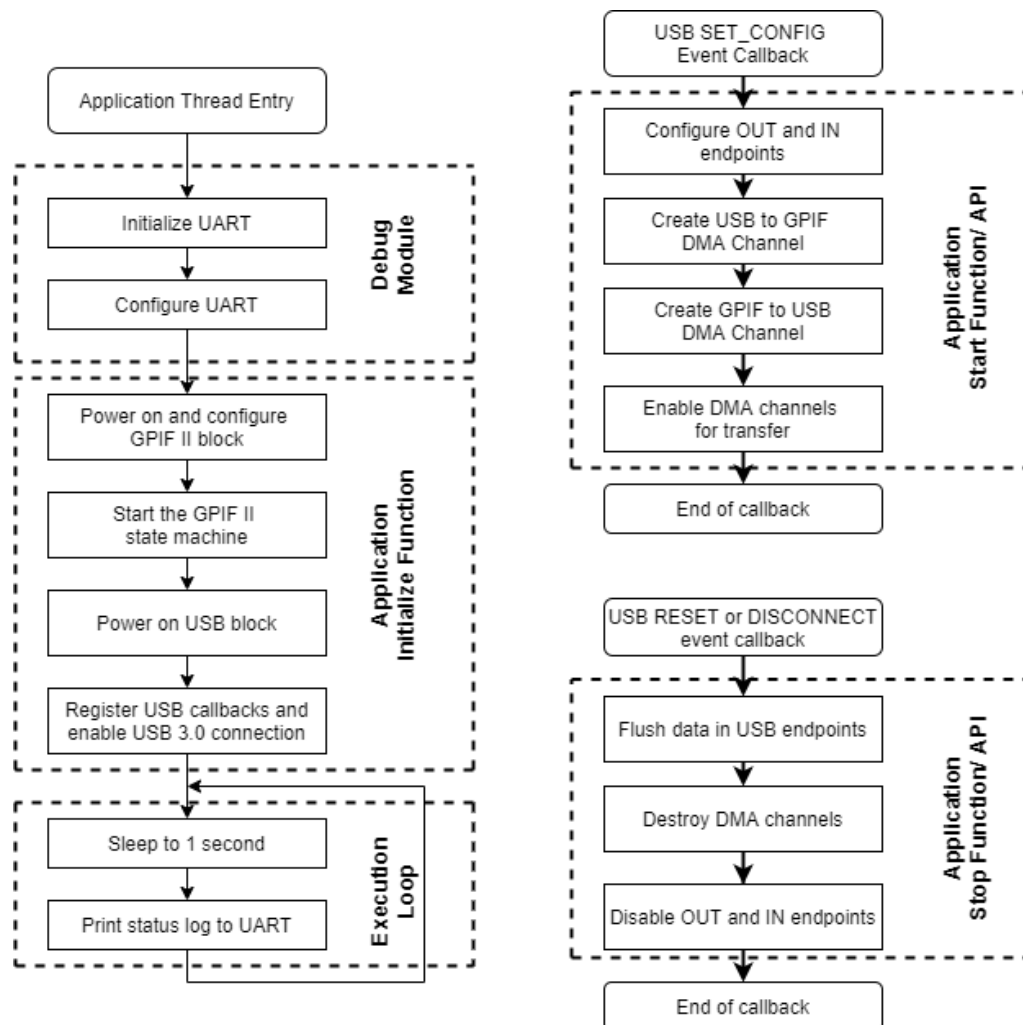 Application Thread Entry
Initialize UART
Configure UART
Debug
Module
Power on and configure
GPIF II block
Start the GPIF II
state machine
Power on USB block
Register USB callbacks and
enable USB 3.0 connection
Application
Initialize Function
Sleep to 1 second
Print status log to UART
Execution
Loop
USB SET_CONFIG
Event Callback
Configure OUT and IN
endpoints
Create USB to GPIF
DMA Channel
Create GPIF to USB
DMA Channel
Enable DMA channels
for transfer
Application
Start Function/ API
End of callback
USB RESET or DISCONNECT
event callback
Flush data in USB endpoints
Destroy DMA channels
Disable OUT and IN endpoints
Application
Stop Function/ API
End of callback